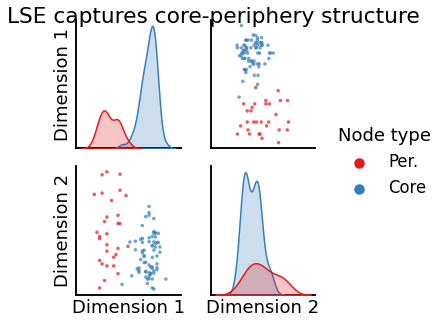 LSE captures core-periphery structure
Dimension 1
Dimension 2
Dimension 1
Dimension 2
Node type
Per.
Core